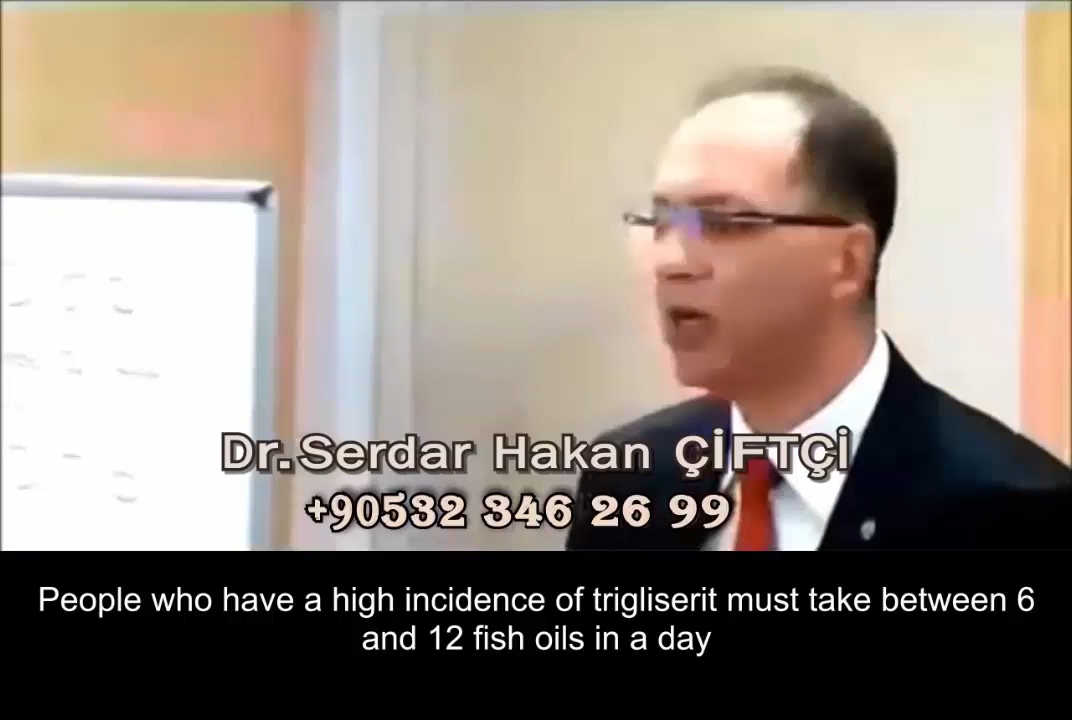 Dr.Serdar Hakan ÇİFTÇİ
+90532 346 26 99
People who have a high incidence of trigliserit must take between 6
and 12 fish oils in a day